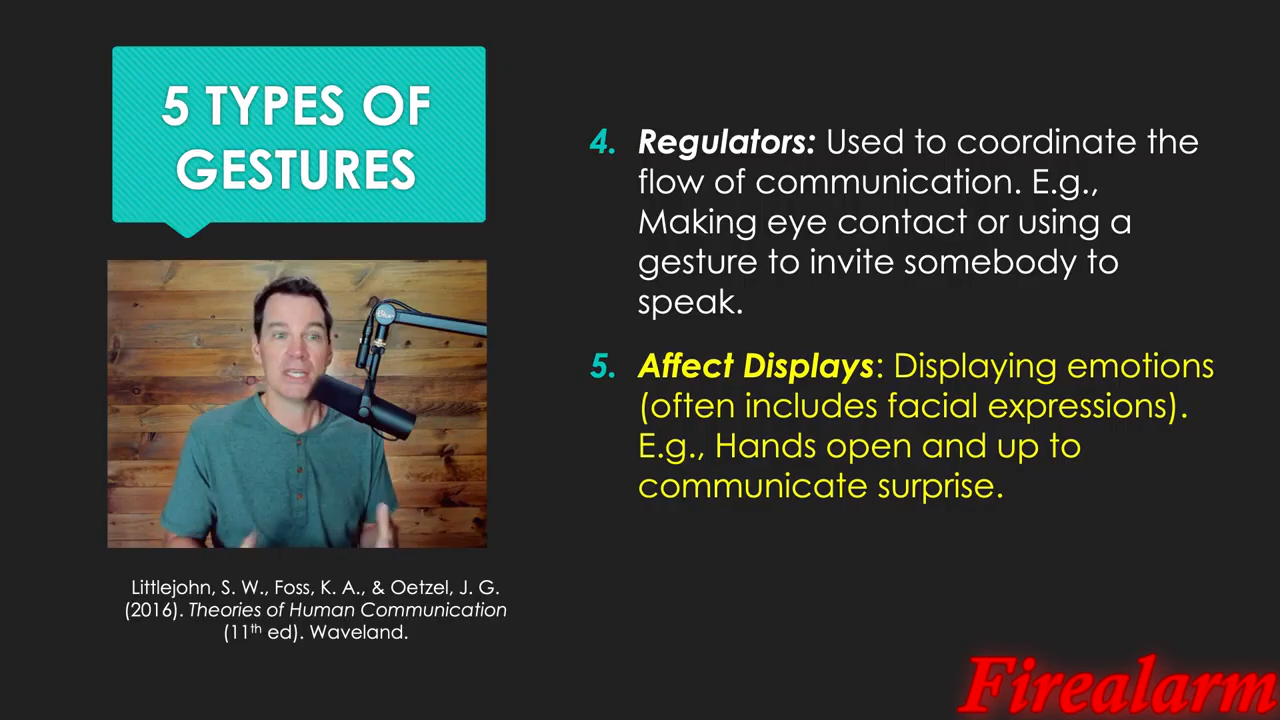 5 TYPES OF
GESTURES
4. Regulators: Used to coordinate the
flow of communication. E.g.,
Making eye contact or using a
gesture to invite somebody to
speak.
5. Affect Displays: Displaying emotions
(often includes facial expressions).
E.g., Hands open and up to
communicate surprise.
Littlejohn, S. W., Foss, K. A., & Oetzel, J. G.
(2016). Theories of Human Communication
(11th ed). Waveland.
Firealarm